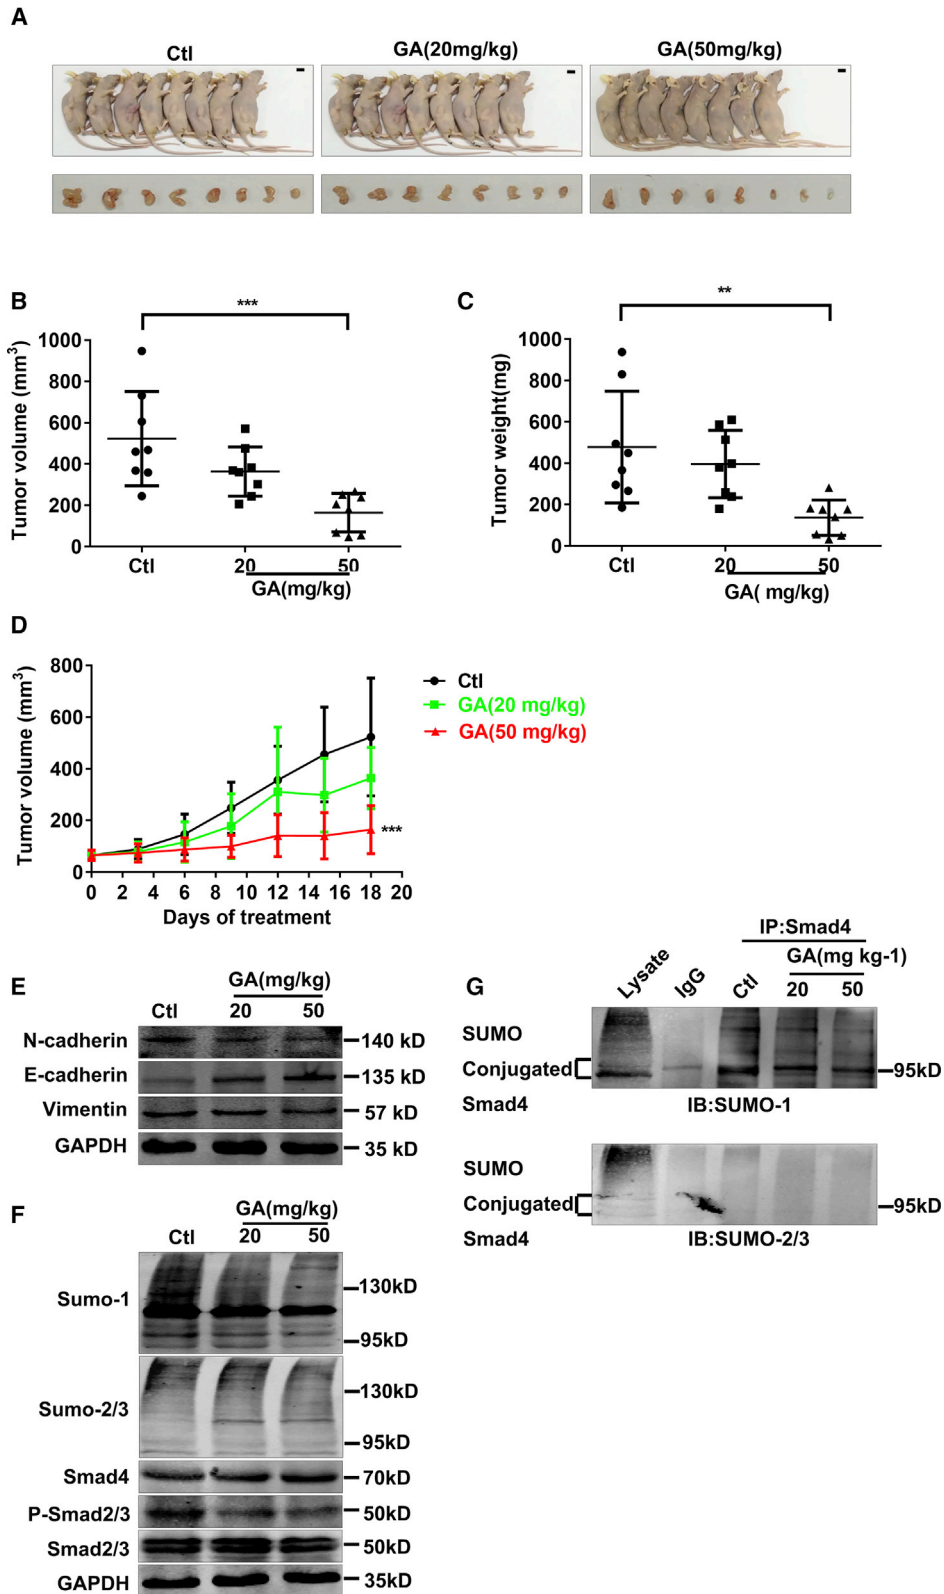 A
Ctl GA(20mg/kg) GA(50mg/kg)
B
***
Tumor volume (mm³)
1000
800
600
400
200
0
Ctl 20 50
GA(mg/kg)
C
**
Tumor weight(mg)
1000
800
600
400
200
0
Ctl 20 50
GA( mg/kg)
D
Tumor volume (mm³)
800
600
400
200
0
0 2 4 6 8 10 12 14 16 18 20
Days of treatment
***
Ctl
GA(20 mg/kg)
GA(50 mg/kg)
E
GA(mg/kg)
Ctl 20 50
N-cadherin 140 kD
E-cadherin 135 kD
Vimentin 57 kD
GAPDH 35 kD
F
GA(mg/kg)
Ctl 20 50
Sumo-1
130kD
95kD
Sumo-2/3
130kD
95kD
Smad4 70kD
P-Smad2/3 50kD
Smad2/3 50kD
GAPDH 35kD
G
IP:Smad4
GA(mg kg-1)
Lysate IgG Ctl 20 50
SUMO
Conjugated 95kD
Smad4
IB:SUMO-1
SUMO
Conjugated 95kD
Smad4
IB:SUMO-2/3